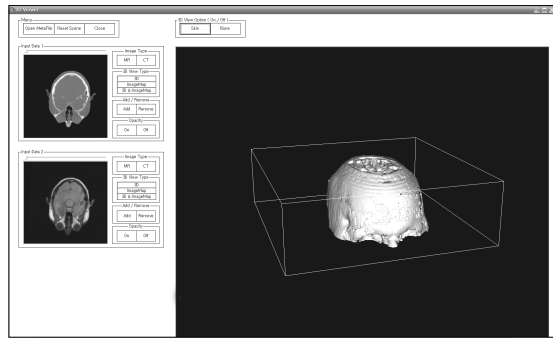 3D Viewer
Menu
Open MetaFile Reset Scene Close
3D View Option ( On / Off )
Skin Bone
Input Data 1
Image Type
MR CT
3D View Type
3D
ImageMap
3D & ImageMap
Add / Remove
Add Remove
Opacity
On Off
Input Data 2
Image Type
MR CT
3D View Type
3D
ImageMap
3D & ImageMap
Add / Remove
Add Remove
Opacity
On Off